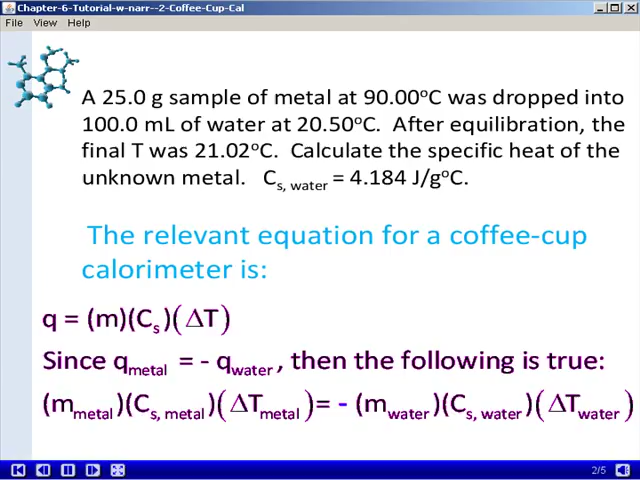 Chapter-6-Tutorial-w-narr--2-Coffee-Cup-Cal
File View Help
A 25.0 g sample of metal at 90.00°C was dropped into
100.0 mL of water at 20.50°C. After equilibration, the
final T was 21.02°C. Calculate the specific heat of the
unknown metal. Cs, water = 4.184 J/g°C.
The relevant equation for a coffee-cup
calorimeter is:
q = (m)(Cs)(ΔT)
Since qmetal = - qwater, then the following is true:
(mmetal)(Cs, metal)(ΔTmetal)= - (mwater)(Cs, water)(ΔTwater)
2/5